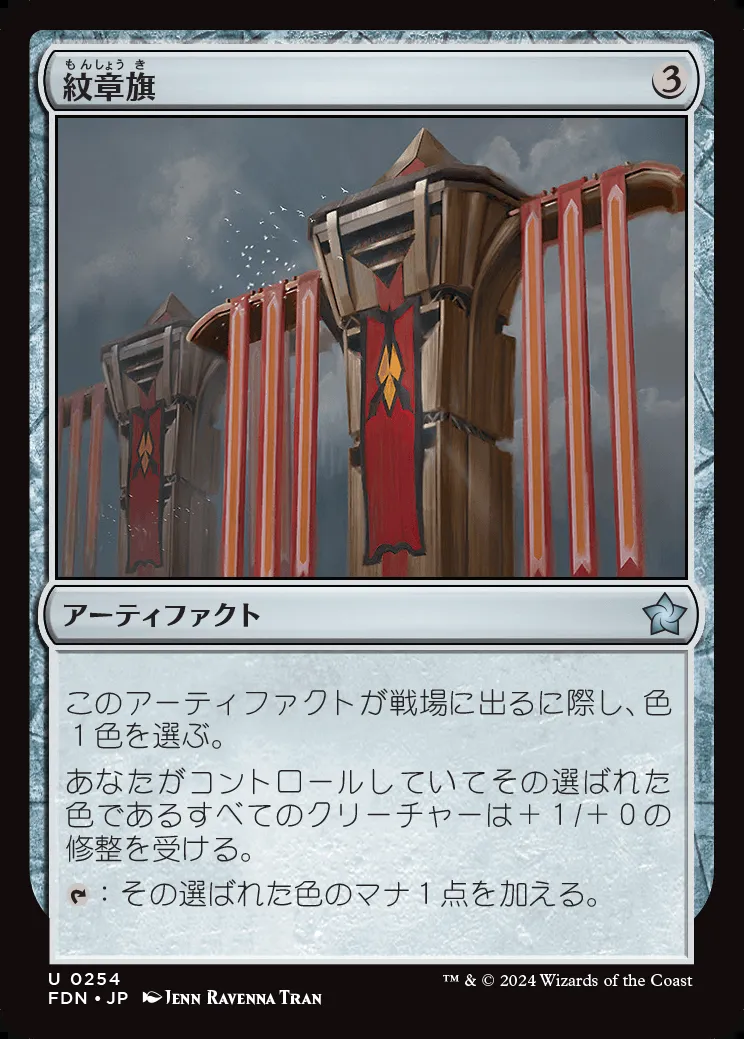 もんしょうき
紋章旗
3
アーティファクト
このアーティファクトが戦場に出るに際し、色
１色を選ぶ。
あなたがコントロールしていてその選ばれた
色であるすべてのクリーチャーは＋１/＋０の
修整を受ける。
：その選ばれた色のマナ１点を加える。
U 0254
FDN • JP Jenn Ravenna Tran
™ & © 2024 Wizards of the Coast